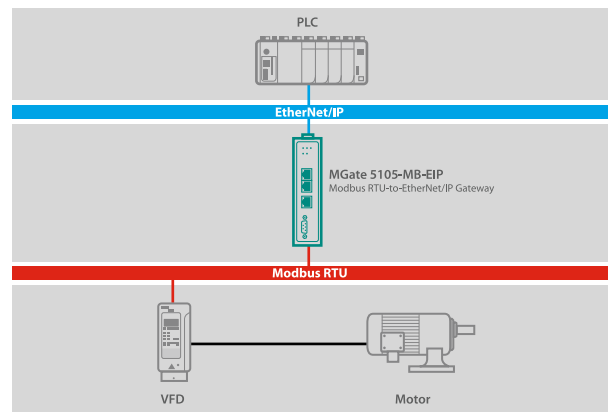 PLC
EtherNet/IP
MGate 5105-MB-EIP
Modbus RTU-to-EtherNet/IP Gateway
Modbus RTU
VFD
Motor